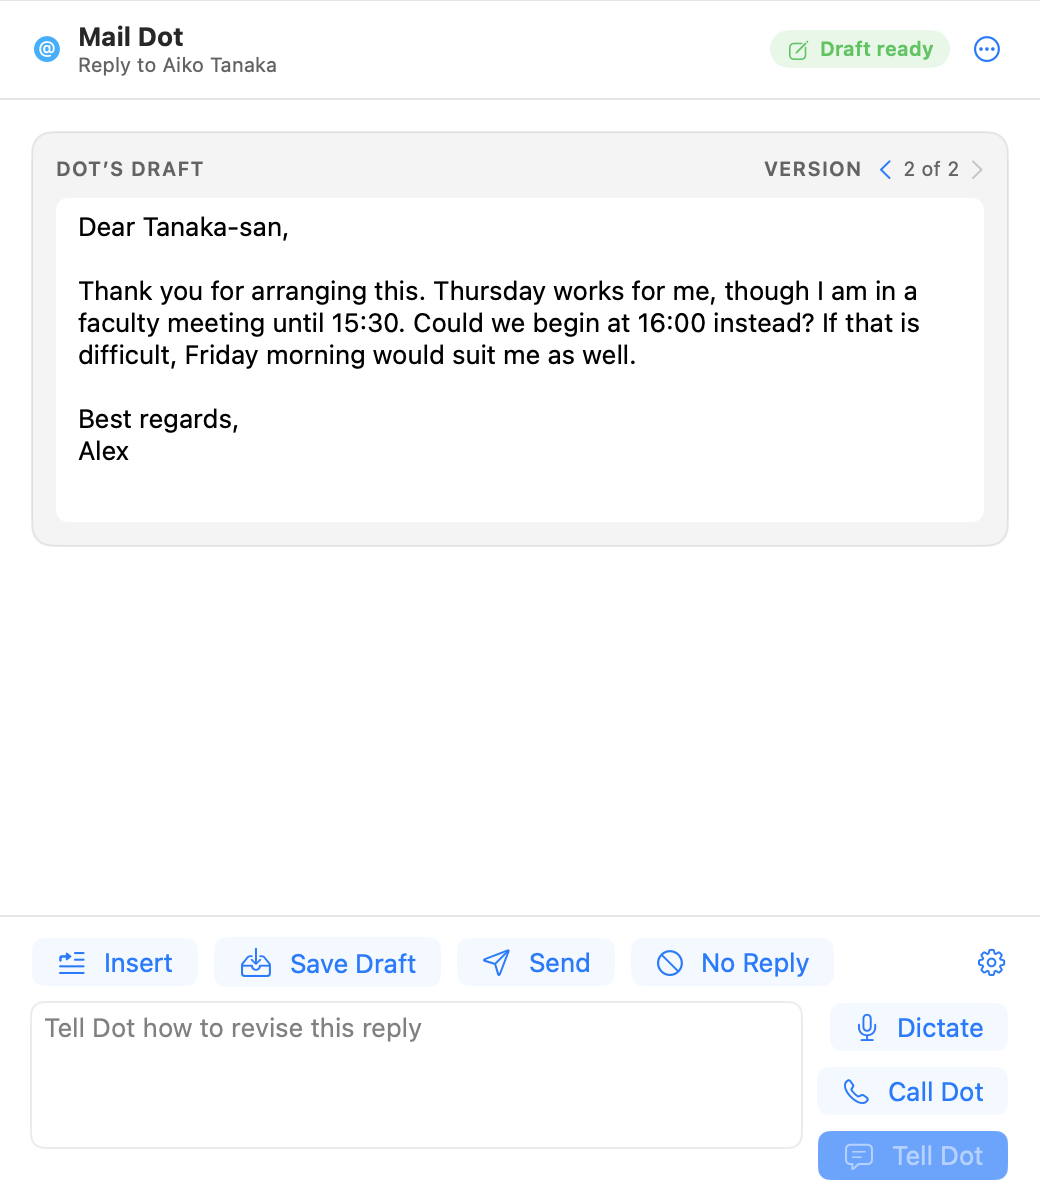 Mail Dot
Reply to Aiko Tanaka
Draft ready
DOT’S DRAFT
VERSION 2 of 2
Dear Tanaka-san,
Thank you for arranging this. Thursday works for me, though I am in a
faculty meeting until 15:30. Could we begin at 16:00 instead? If that is
difficult, Friday morning would suit me as well.
Best regards,
Alex
Insert
Save Draft
Send
No Reply
Tell Dot how to revise this reply
Dictate
Call Dot
Tell Dot